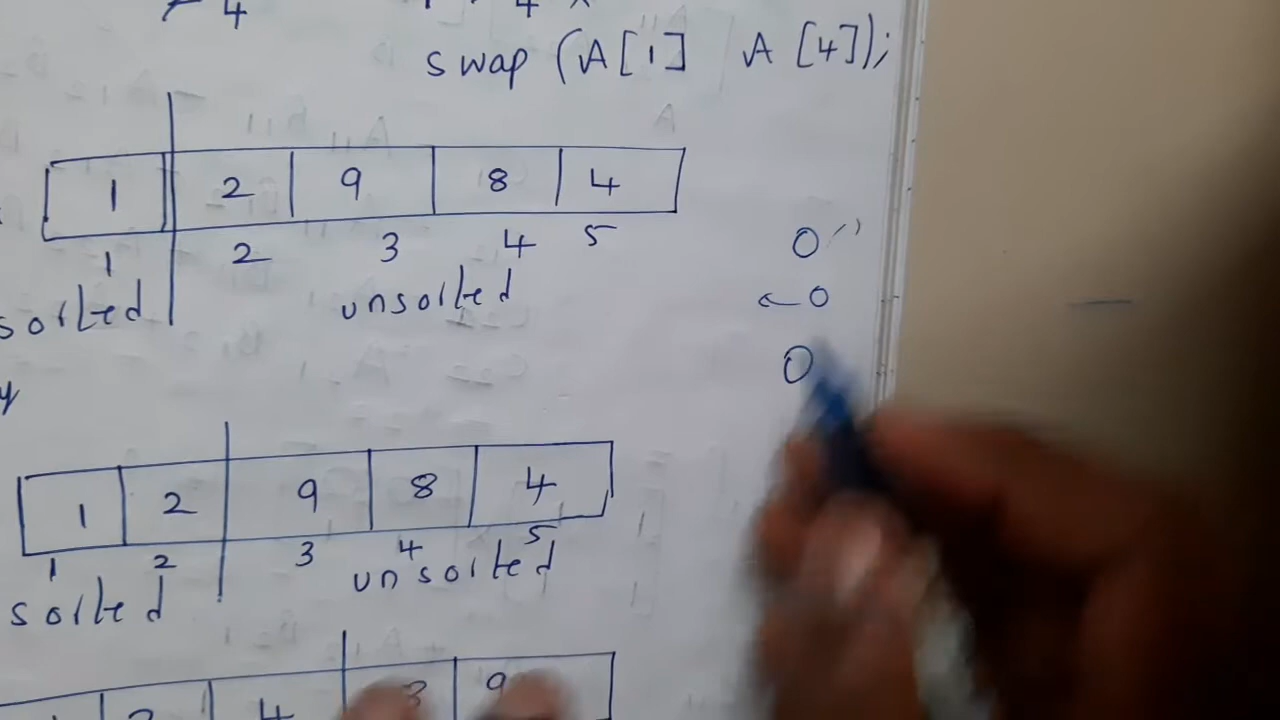 4 4
swap (A[1] A[4]);
1 2 9 8 4
1 2 3 4 5
sorted unsorted
0
←0
0
y
1 2 9 8 4
1 2 3 4 5
sorted unsorted
4 9